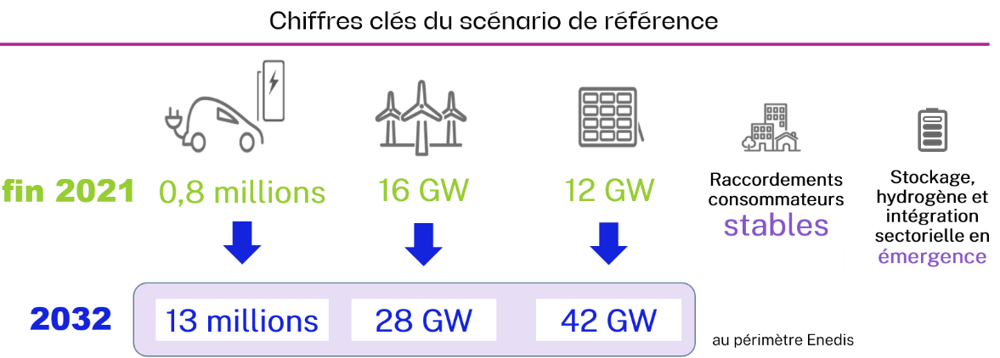 Chiffres clés du scénario de référence
fin 2021
0,8 millions
16 GW
12 GW
Raccordements
consommateurs
stables
Stockage,
hydrogène et
intégration
sectorielle en
émergence
2032
13 millions
28 GW
42 GW
au périmètre Enedis